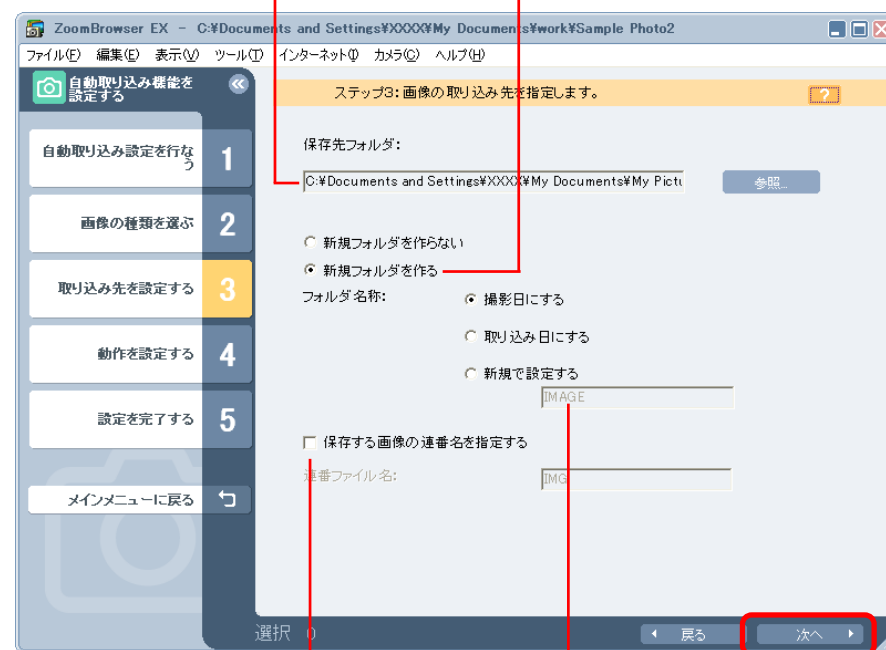 ZoomBrowser EX - C:¥Documents and Settings¥XXXX¥My Documents¥work¥Sample Photo2
ファイル(F) 編集(E) 表示(V) ツール(T) インターネット(I) カメラ(C) ヘルプ(H)
自動取り込み機能を
設定する
ステップ3:画像の取り込み先を指定します。
?
自動取り込み設定を行な
う
1
画像の種類を選ぶ
2
取り込み先を設定する
3
動作を設定する
4
設定を完了する
5
メインメニューに戻る
保存先フォルダ:
C:¥Documents and Settings¥XXXX¥My Documents¥My Pictu
参照...
新規フォルダを作らない
新規フォルダを作る
フォルダ名称:
撮影日にする
取り込み日にする
新規で設定する
IMAGE
保存する画像の連番名を指定する
連番ファイル名:
IMG
選択 0
戻る
次へ